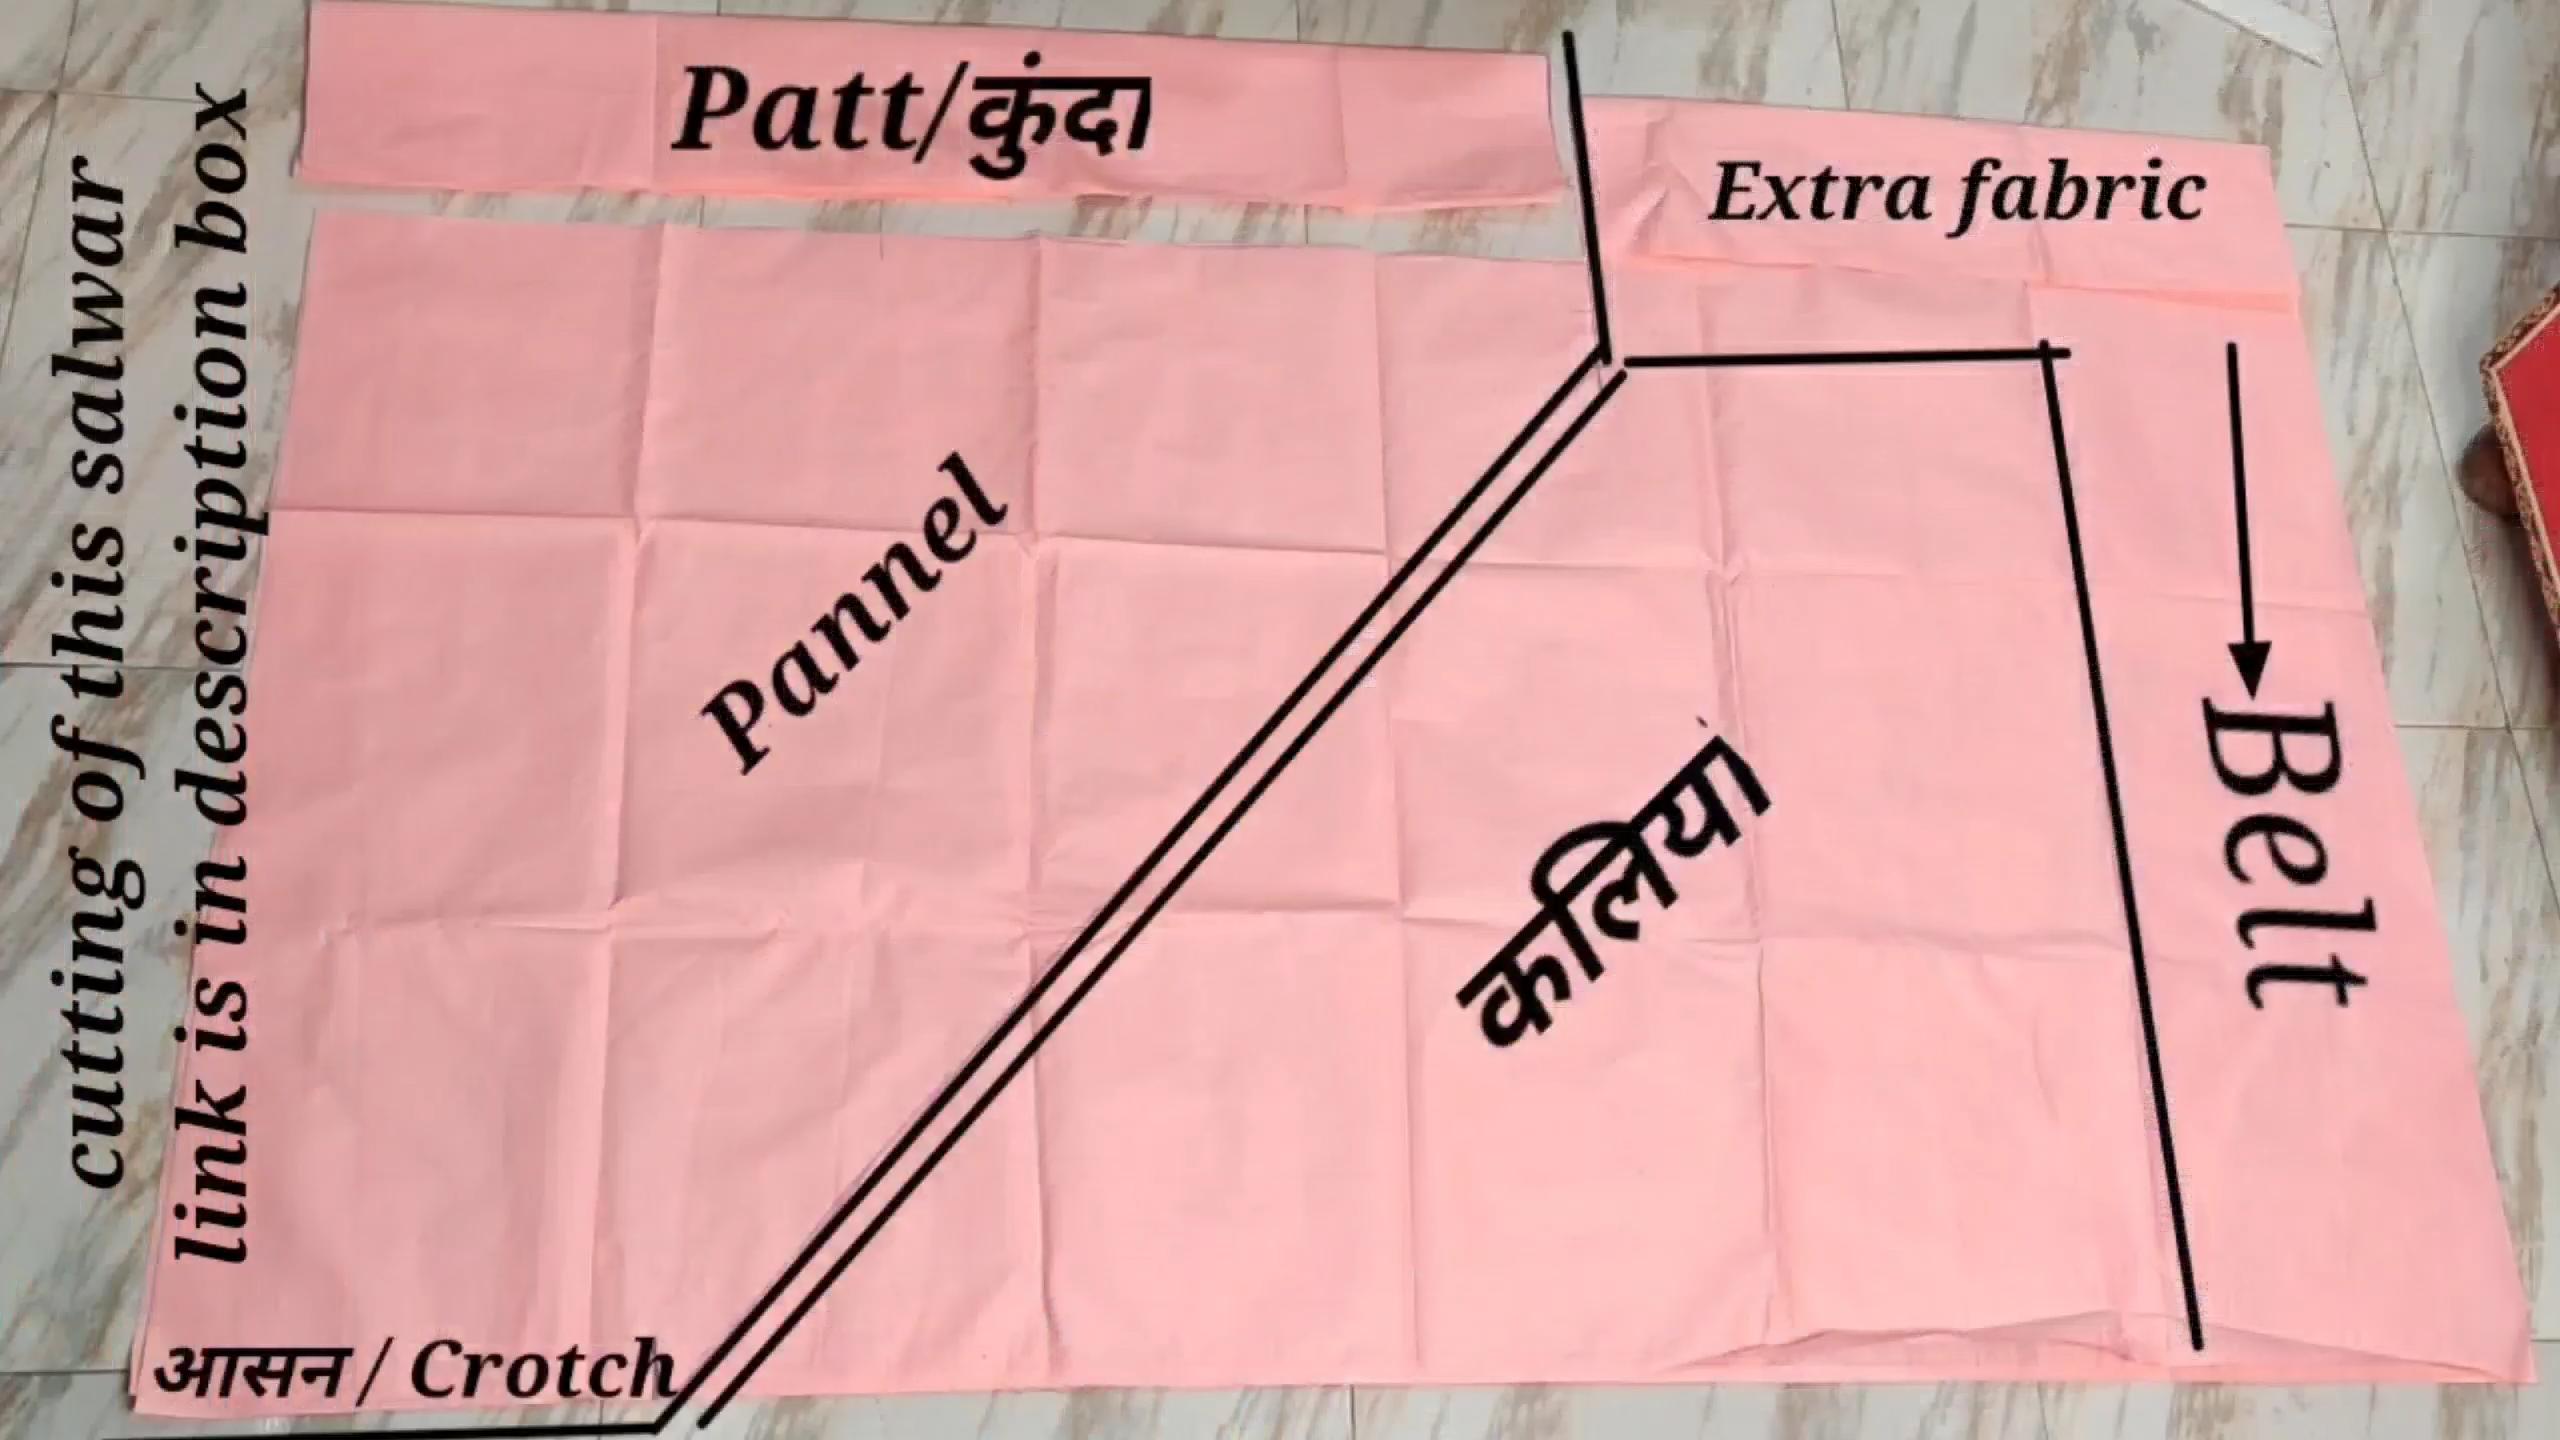 Patt/कुंदा
Extra fabric
cutting of this salwar
link is in description box
Pannel
कलियां
Belt
आसन / Crotch